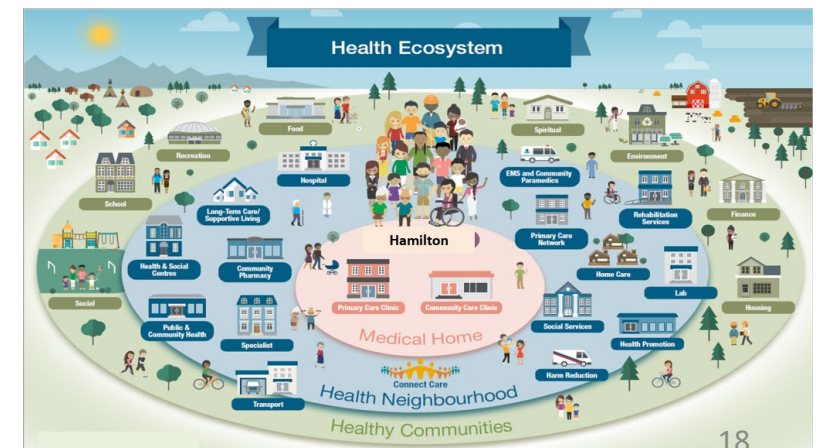 Health Ecosystem
Food
Spiritual
Recreation
Environment
Hospital
EMS and Community
Paramedics
School
Long-Term Care/
Supportive Living
Rehabilitation
Services
Finance
Hamilton
Primary Care
Network
Health & Social
Centres
Community
Pharmacy
Home Care
Lab
Social
Primary Care Clinic
Community Care Clinic
Housing
Public &
Community Health
Specialist
Social Services
Health Promotion
Medical Home
Harm Reduction
Connect Care
Health Neighbourhood
Transport
Healthy Communities
18